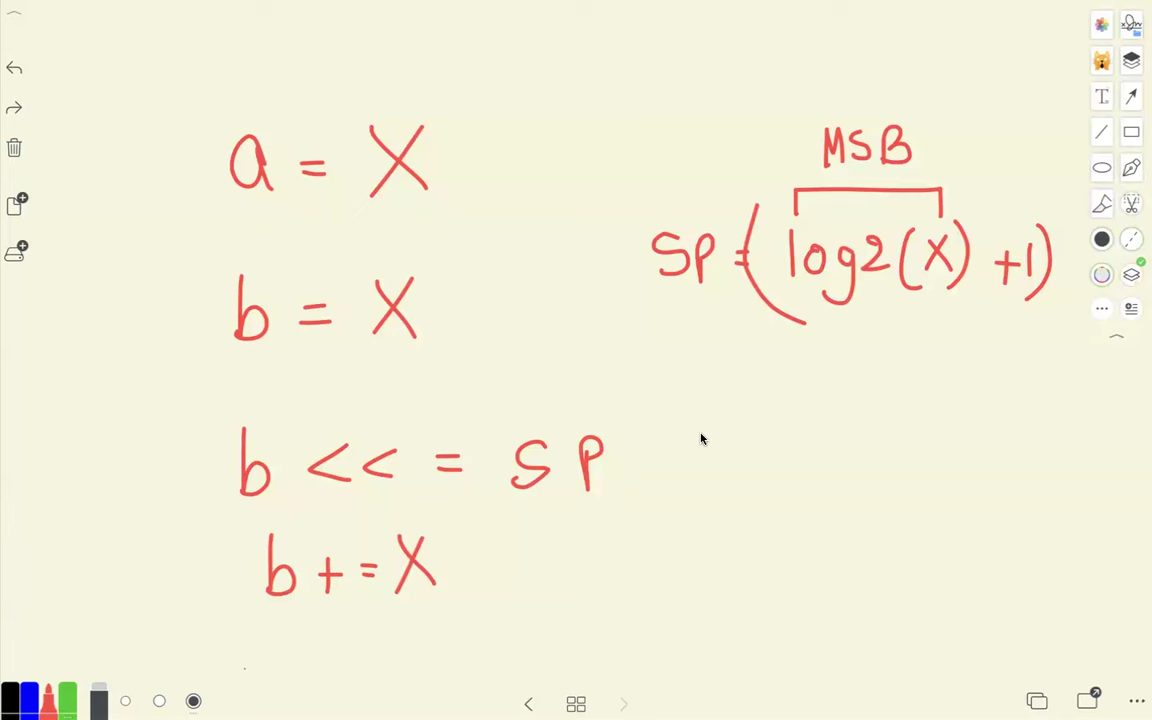 a = X
MSB
SP = (log2(X) +1)
b = X
b <<= SP
b += X